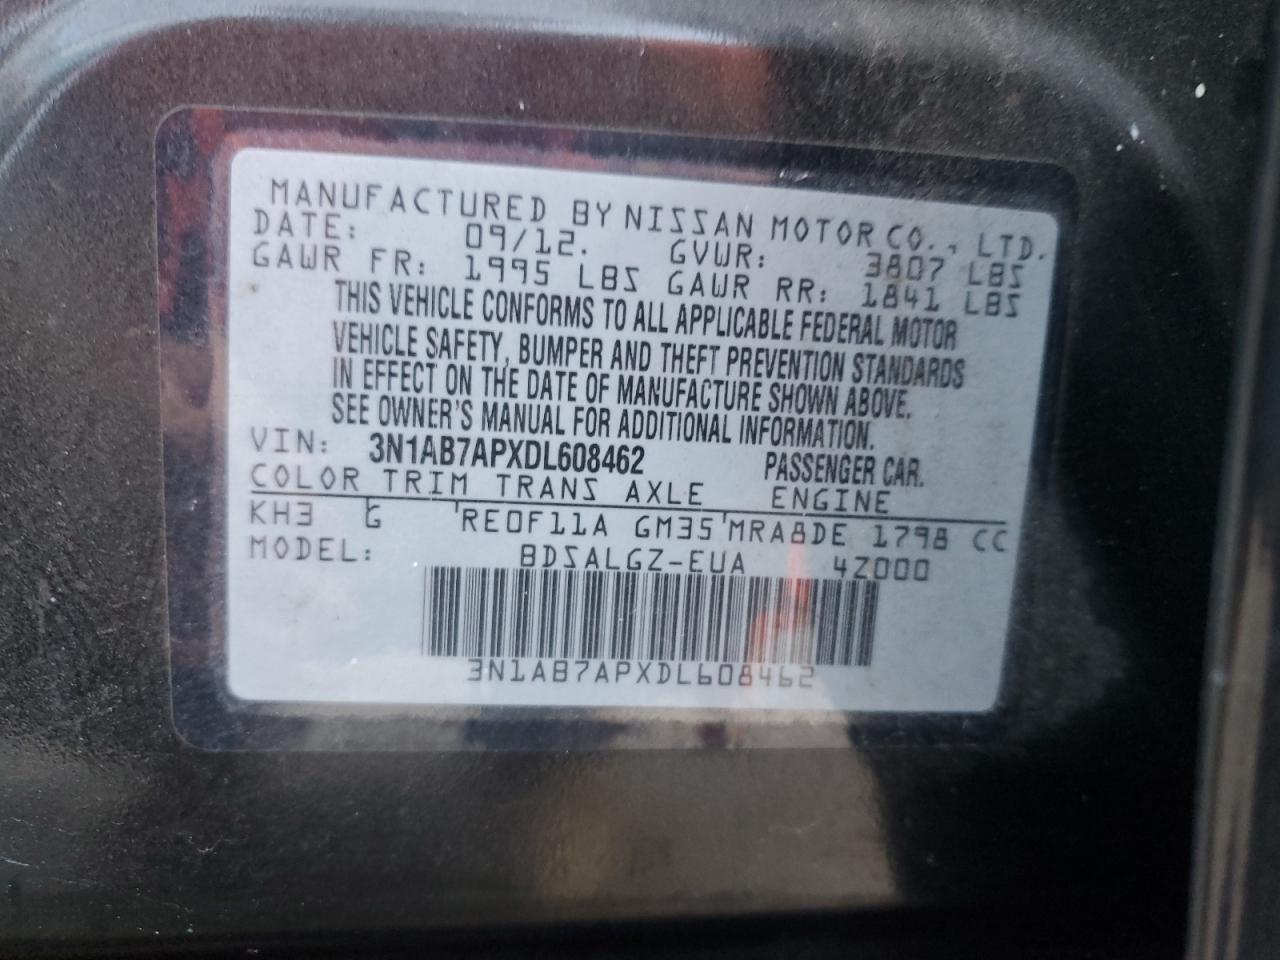 MANUFACTURED BY NISSAN MOTOR CO., LTD.
DATE: 09/12. GVWR: 3807 LBS
GAWR FR: 1995 LBS GAWR RR: 1841 LBS
THIS VEHICLE CONFORMS TO ALL APPLICABLE FEDERAL MOTOR
VEHICLE SAFETY, BUMPER AND THEFT PREVENTION STANDARDS
IN EFFECT ON THE DATE OF MANUFACTURE SHOWN ABOVE.
SEE OWNER'S MANUAL FOR ADDITIONAL INFORMATION.
VIN: 3N1AB7APXDL608462 PASSENGER CAR.
COLOR TRIM TRANS AXLE ENGINE
KH3 G 'RE0F11A GM35'MRA8DE 1798 CC
MODEL: BDSALGZ-EUA 4Z000
3N1AB7APXDL608462